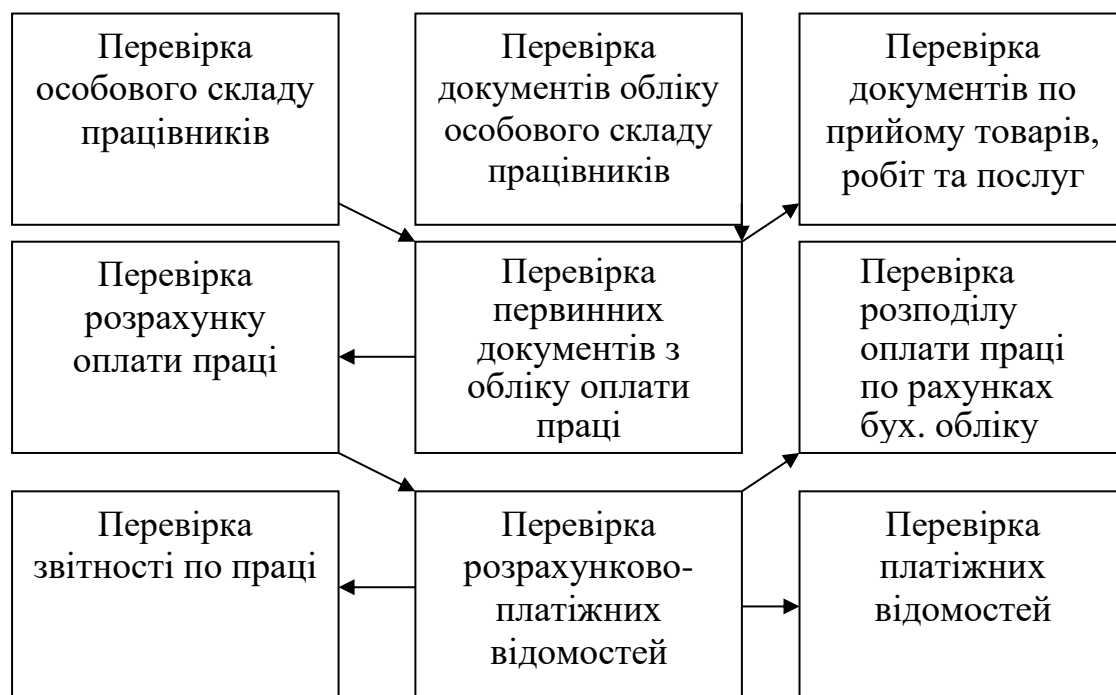 Перевірка
особового складу
працівників
Перевірка
документів обліку
особового складу
працівників
Перевірка
документів по
прийому товарів,
робіт та послуг
Перевірка
розрахунку
оплати праці
Перевірка
первинних
документів з
обліку оплати
праці
Перевірка
розподілу
оплати праці
по рахунках
бух. обліку
Перевірка
звітності по праці
Перевірка
розрахунково-
платіжних
відомостей
Перевірка
платіжних
відомостей